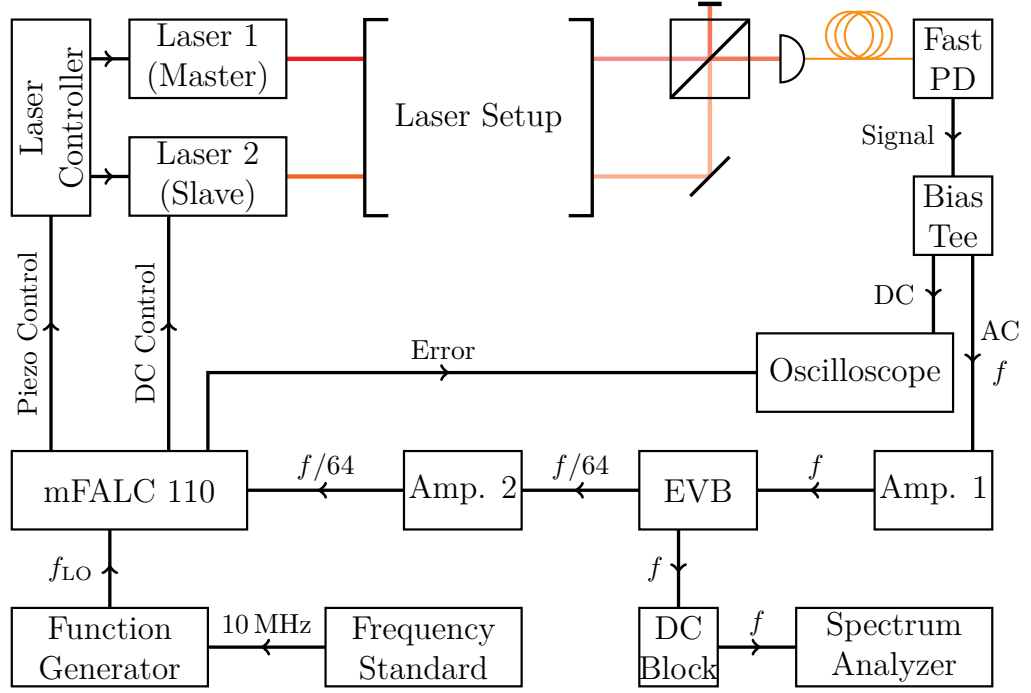 Laser
Controller
Laser 1
(Master)
Laser 2
(Slave)
Laser Setup
Fast
PD
Signal
Bias
Tee
DC
AC
f
Piezo Control
DC Control
Error
Oscilloscope
mFALC 110
f/64
Amp. 2
f/64
EVB
f
Amp. 1
fLO
f
Function
Generator
10 MHz
Frequency
Standard
DC
Block
f
Spectrum
Analyzer